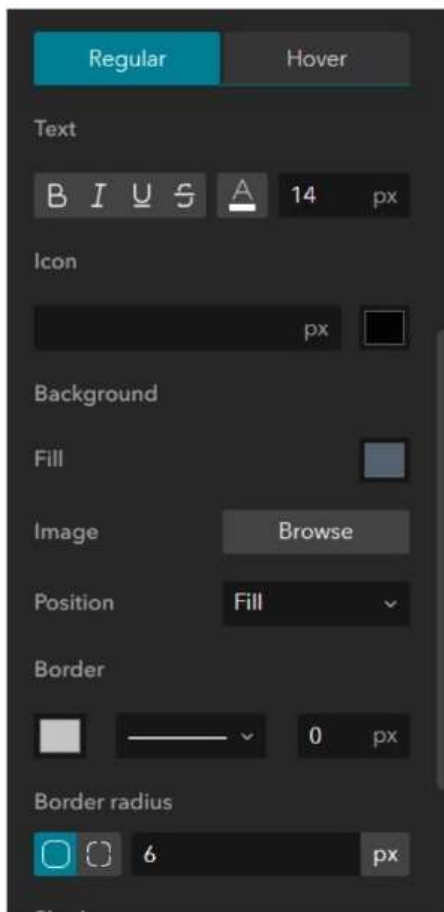 Regular Hover
Text
B I U S A 14 px
Icon
px
Background
Fill
Image Browse
Position Fill
Border
0 px
Border radius
6 px